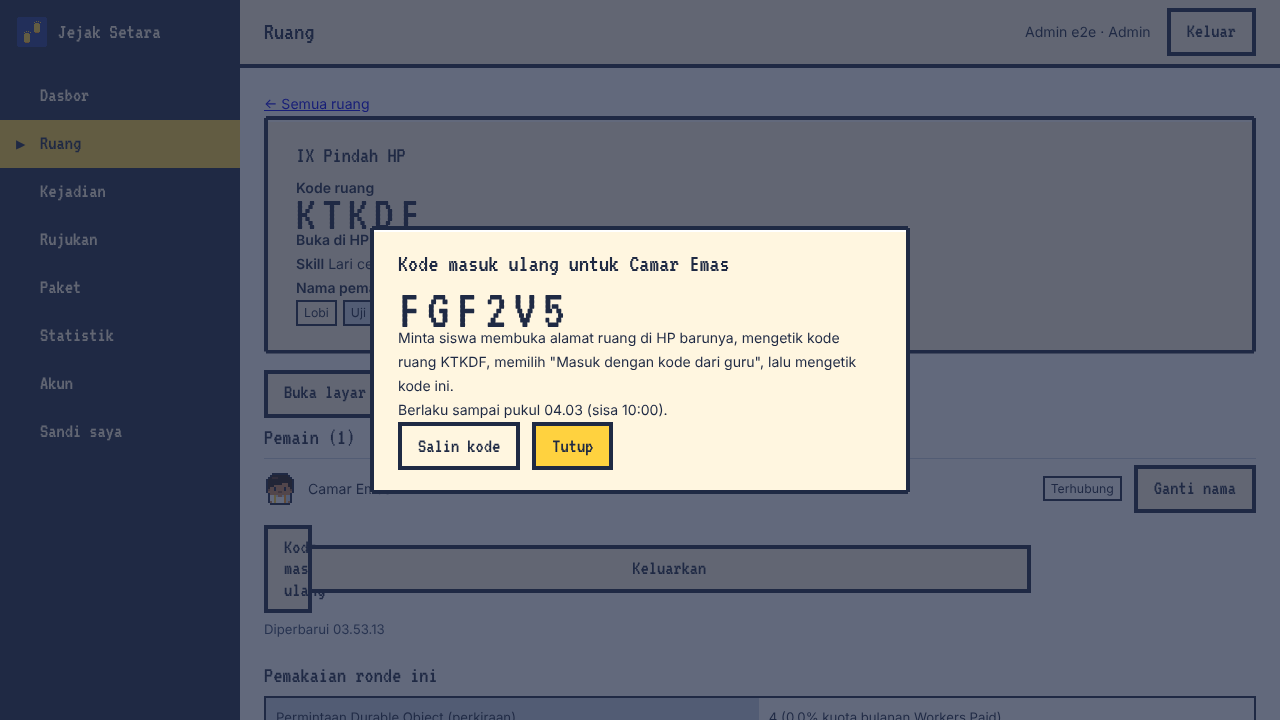 Jejak Setara
Ruang
Admin e2e · Admin
Keluar
Dasbor
▶ Ruang
Kejadian
Rujukan
Paket
Statistik
Akun
Sandi saya
← Semua ruang
IX Pindah HP
Kode ruang
KTKDF
Buka di HP
Skill Lari
Nama
Lobi
Uji
Kode masuk ulang untuk Camar Emas
FGF2V5
Minta siswa membuka alamat ruang di HP barunya, mengetik kode
ruang KTKDF, memilih "Masuk dengan kode dari guru", lalu mengetik
kode ini.
Berlaku sampai pukul 04.03 (sisa 10:00).
Salin kode
Tutup
Buka layar
Pemain (1)
Camar
Terhubung
Ganti nama
ulang
Keluarkan
Diperbarui 03.53.13
Pemakaian ronde ini
Permintaan Durable Object (perkiraan)
4 (0,0% kuota bulanan Workers Paid)